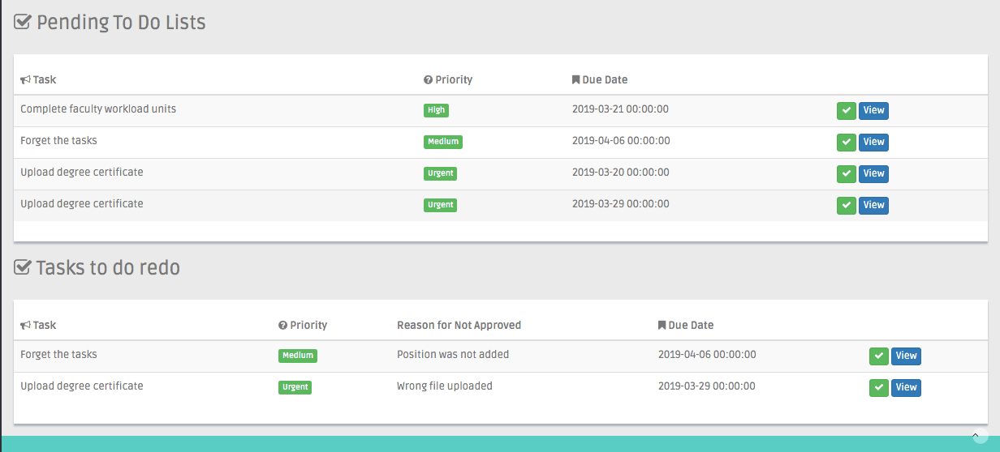 Pending To Do Lists
Task Priority Due Date
Complete faculty workload units High 2019-03-21 00:00:00 View
Forget the tasks Medium 2019-04-06 00:00:00 View
Upload degree certificate Urgent 2019-03-20 00:00:00 View
Upload degree certificate Urgent 2019-03-29 00:00:00 View
Tasks to do redo
Task Priority Reason for Not Approved Due Date
Forget the tasks Medium Position was not added 2019-04-06 00:00:00 View
Upload degree certificate Urgent Wrong file uploaded 2019-03-29 00:00:00 View